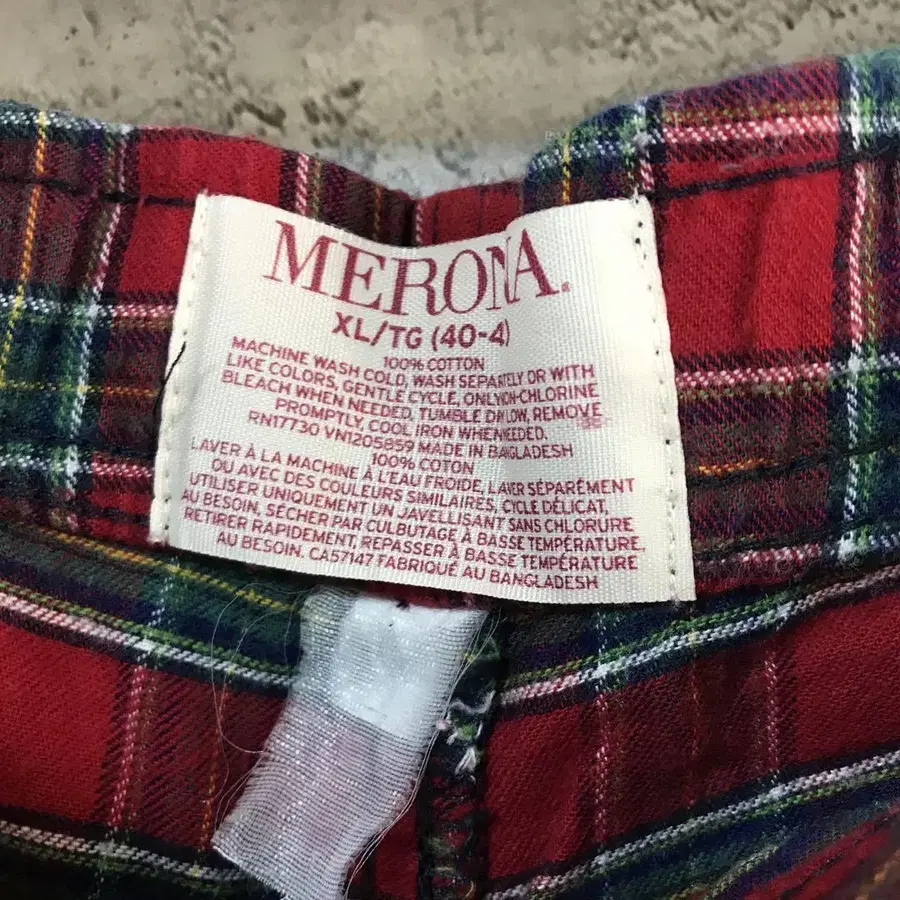 MERONA.
XL/TG (40-4)
100% COTTON
MACHINE WASH COLD, WASH SEPARTELY OR WITH
LIKE COLORS, GENTLE CYCLE, ONLY NON-CHLORINE
BLEACH WHEN NEEDED, TUMBLE DRY LOW, REMOVE
PROMPTLY, COOL IRON WHEN NEEDED.
RN17730 VN1205859 MADE IN BANGLADESH
100% COTON
LAVER À LA MACHINE À L'EAU FROIDE, LAVER SÉPARÉMENT
OU AVEC DES COULEURS SIMILAIRES, CYCLE DÉLICAT,
UTILISER UNIQUEMENT UN JAVELLISANT SANS CHLORURE
AU BESOIN, SÉCHER PAR CULBUTAGE À BASSE TEMPÉRATURE,
RETIRER RAPIDEMENT, REPASSER À BASSE TEMPÉRATURE
AU BESOIN. CA57147 FABRIQUÉ AU BANGLADESH